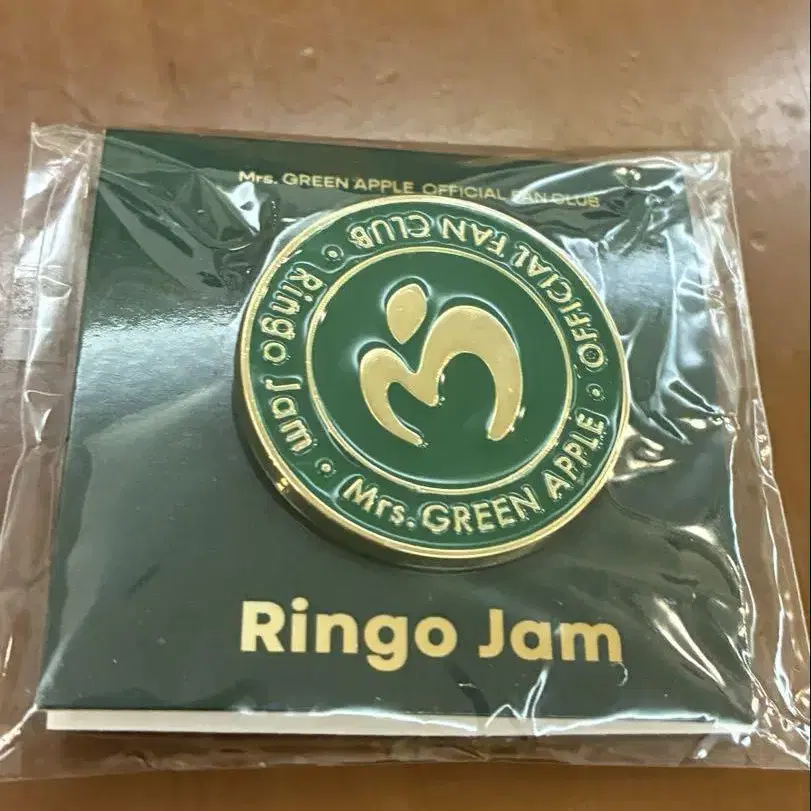 Mrs. GREEN APPLE OFFICIAL FAN CLUB
Ringo Jam • Mrs. GREEN APPLE • OFFICIAL FAN CLUB •
Ringo Jam